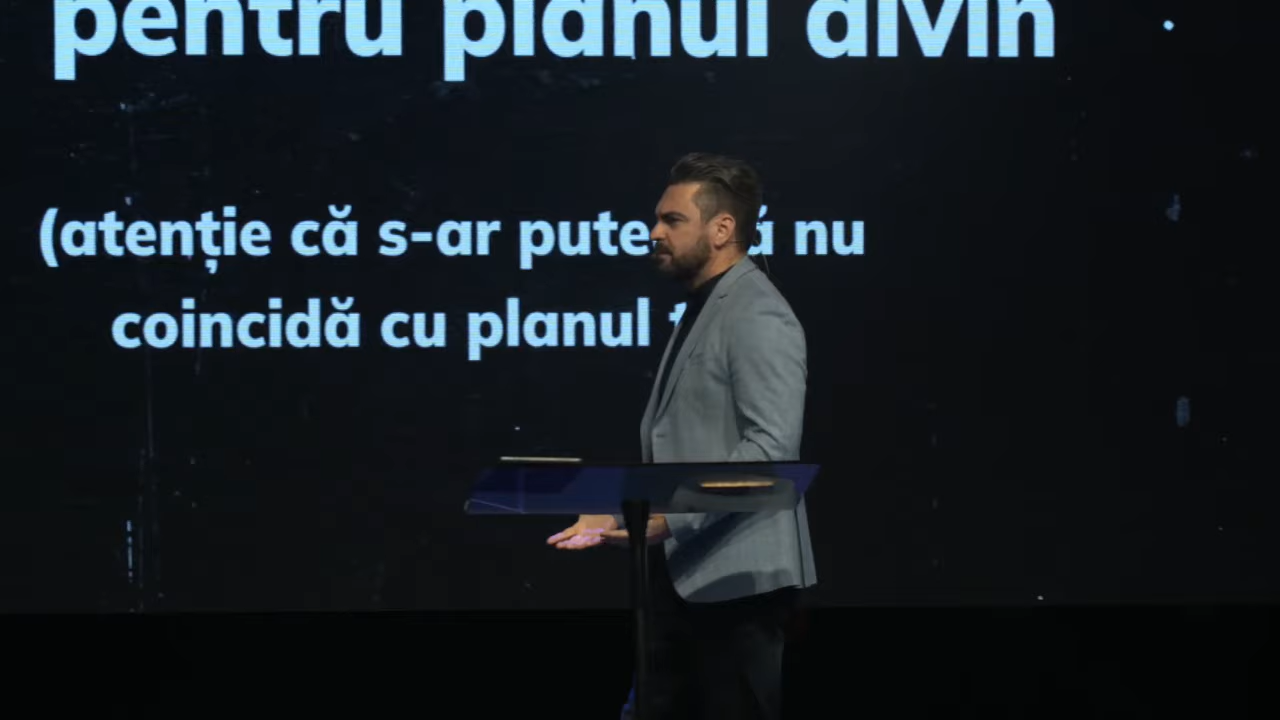 pentru planul divin
(atenție că s-ar nu
coincidă cu planul